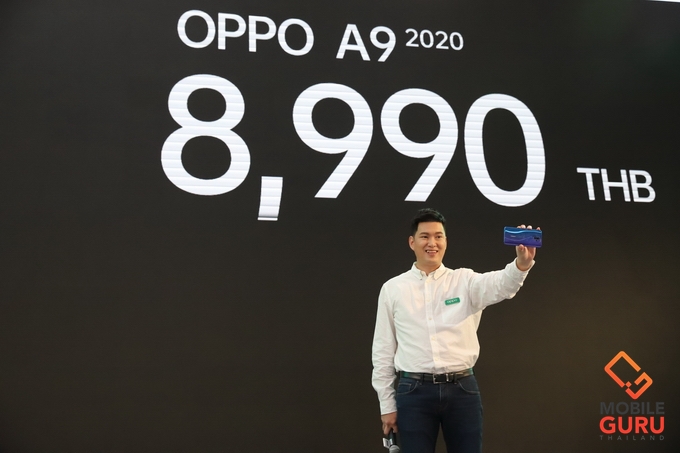 OPPO A9 2020
8,990 THB
MOBILE
GURU
THAILAND